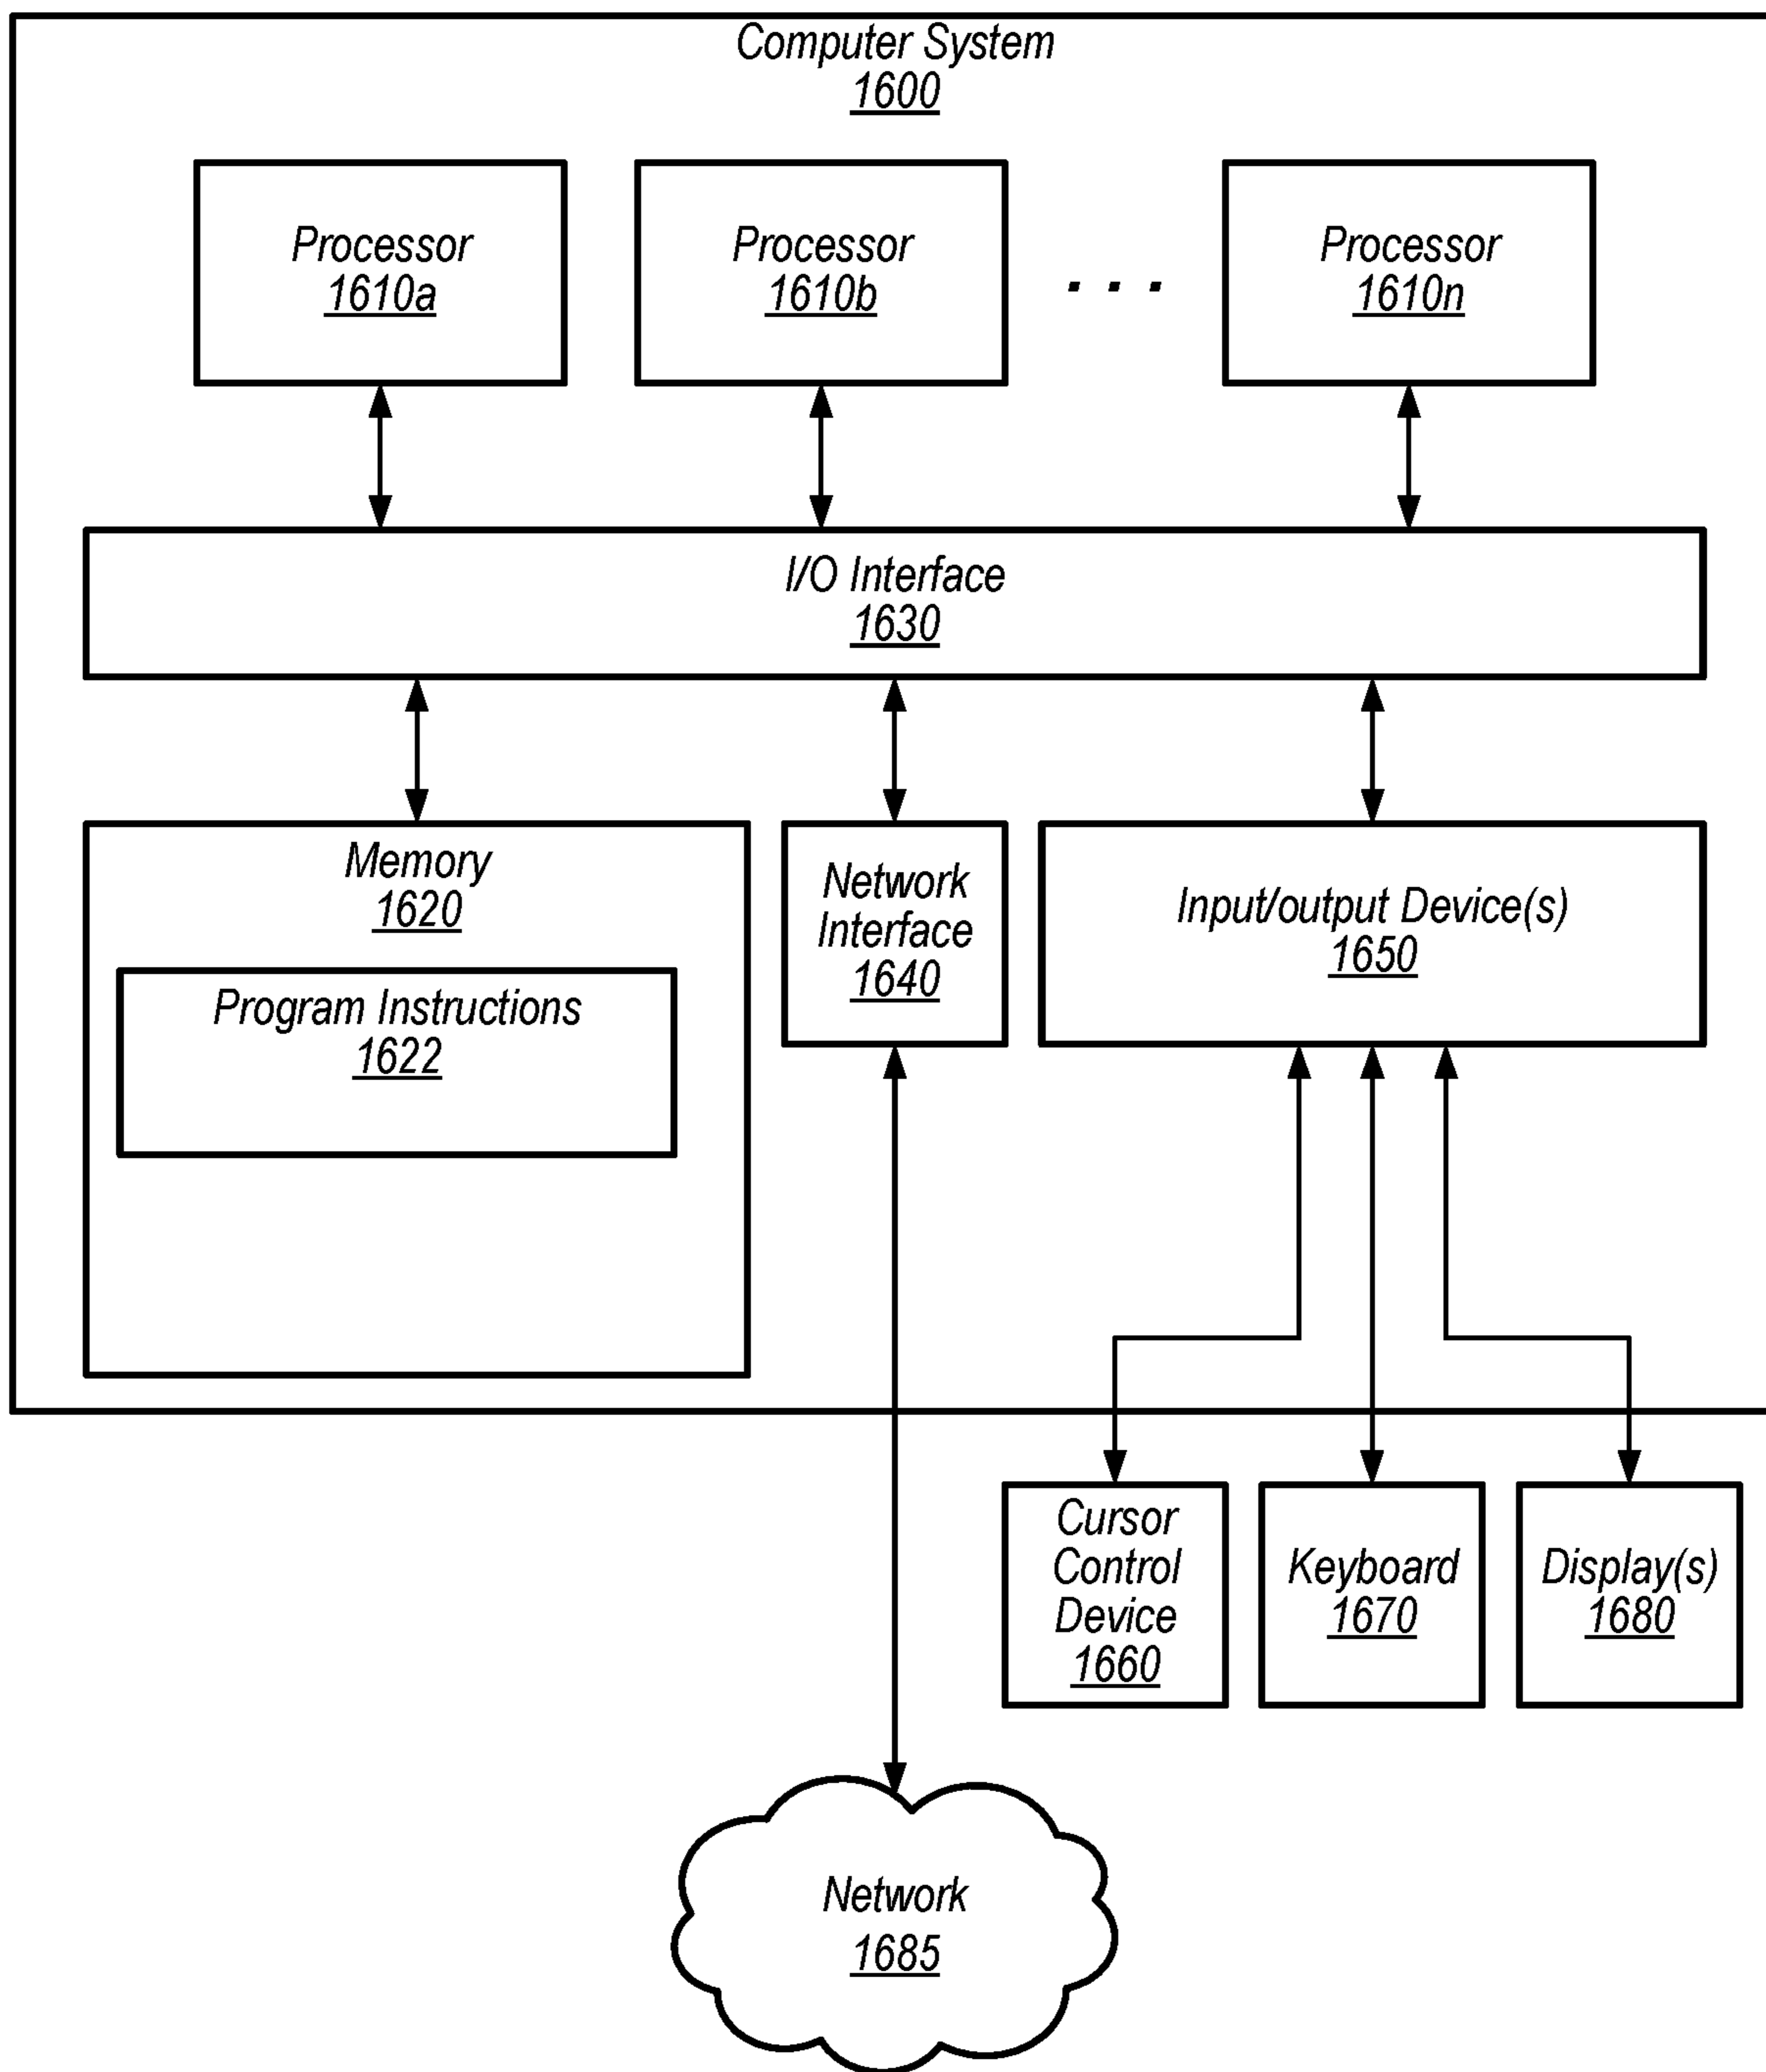 Computer System
1600
Processor
1610a
Processor
1610b
. . .
Processor
1610n
I/O Interface
1630
Memory
1620
Program Instructions
1622
Network
Interface
1640
Input/output Device(s)
1650
Cursor
Control
Device
1660
Keyboard
1670
Display(s)
1680
Network
1685